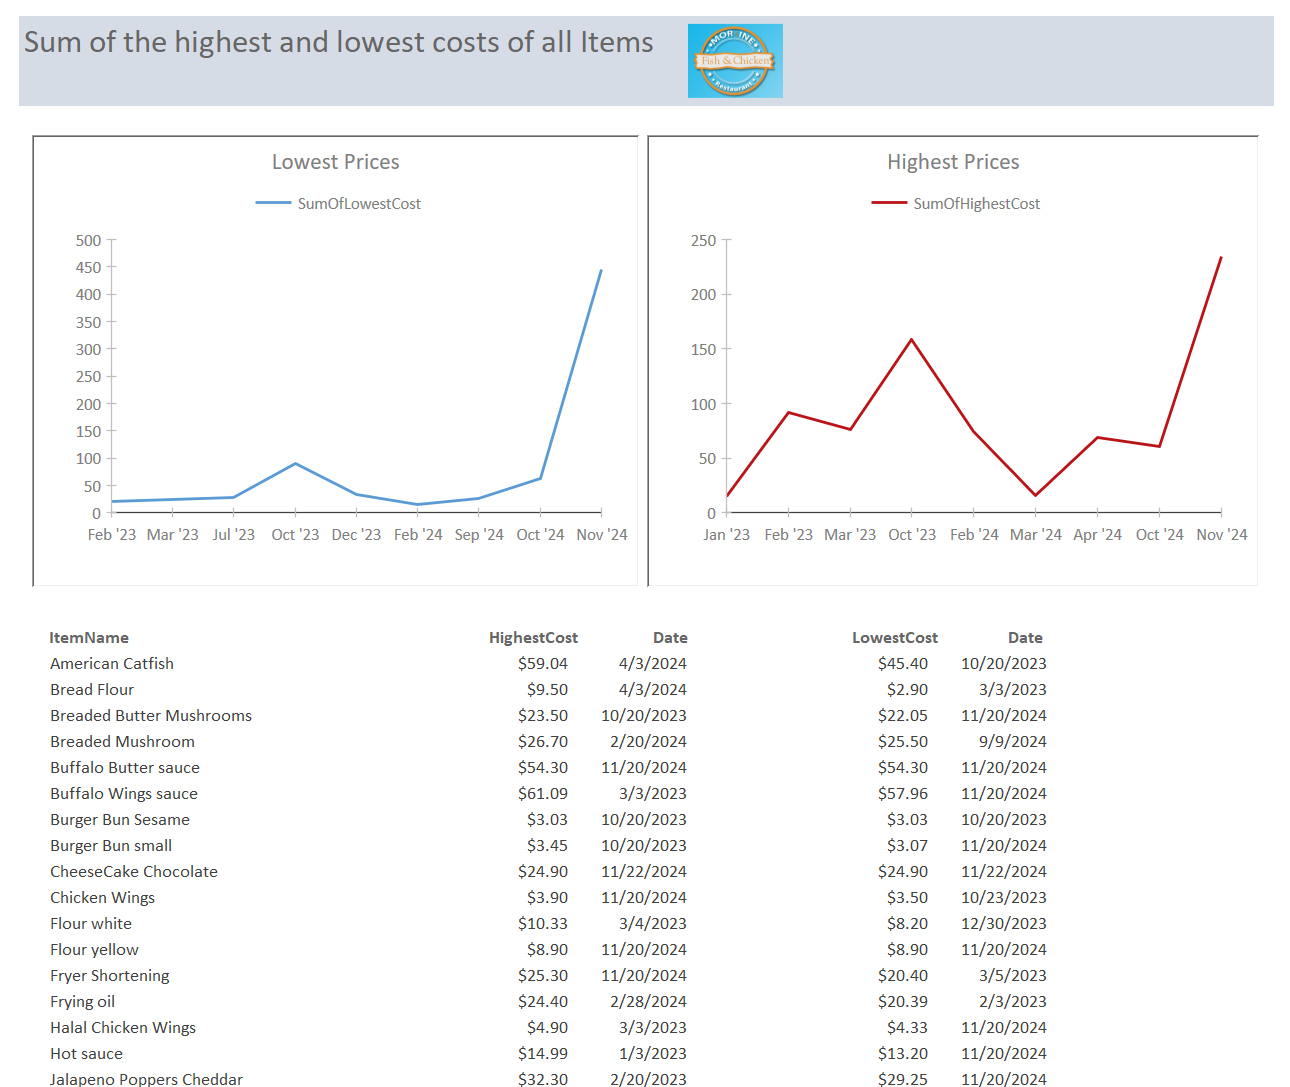 Sum of the highest and lowest costs of all Items
Fish & Chicken
Restaurant
Lowest Prices
SumOfLowestCost
500
450
400
350
300
250
200
150
100
50
0
Feb '23 Mar '23 Jul '23 Oct '23 Dec '23 Feb '24 Sep '24 Oct '24 Nov '24
Highest Prices
SumOfHighestCost
250
200
150
100
50
0
Jan '23 Feb '23 Mar '23 Oct '23 Feb '24 Mar '24 Apr '24 Oct '24 Nov '24
ItemName HighestCost Date LowestCost Date
American Catfish $59.04 4/3/2024 $45.40 10/20/2023
Bread Flour $9.50 4/3/2024 $2.90 3/3/2023
Breaded Butter Mushrooms $23.50 10/20/2023 $22.05 11/20/2024
Breaded Mushroom $26.70 2/20/2024 $25.50 9/9/2024
Buffalo Butter sauce $54.30 11/20/2024 $54.30 11/20/2024
Buffalo Wings sauce $61.09 3/3/2023 $57.96 11/20/2024
Burger Bun Sesame $3.03 10/20/2023 $3.03 10/20/2023
Burger Bun small $3.45 10/20/2023 $3.07 11/20/2024
CheeseCake Chocolate $24.90 11/22/2024 $24.90 11/22/2024
Chicken Wings $3.90 11/20/2024 $3.50 10/23/2023
Flour white $10.33 3/4/2023 $8.20 12/30/2023
Flour yellow $8.90 11/20/2024 $8.90 11/20/2024
Fryer Shortening $25.30 11/20/2024 $20.40 3/5/2023
Frying oil $24.40 2/28/2024 $20.39 2/3/2023
Halal Chicken Wings $4.90 3/3/2023 $4.33 11/20/2024
Hot sauce $14.99 1/3/2023 $13.20 11/20/2024
Jalapeno Poppers Cheddar $32.30 2/20/2023 $29.25 11/20/2024